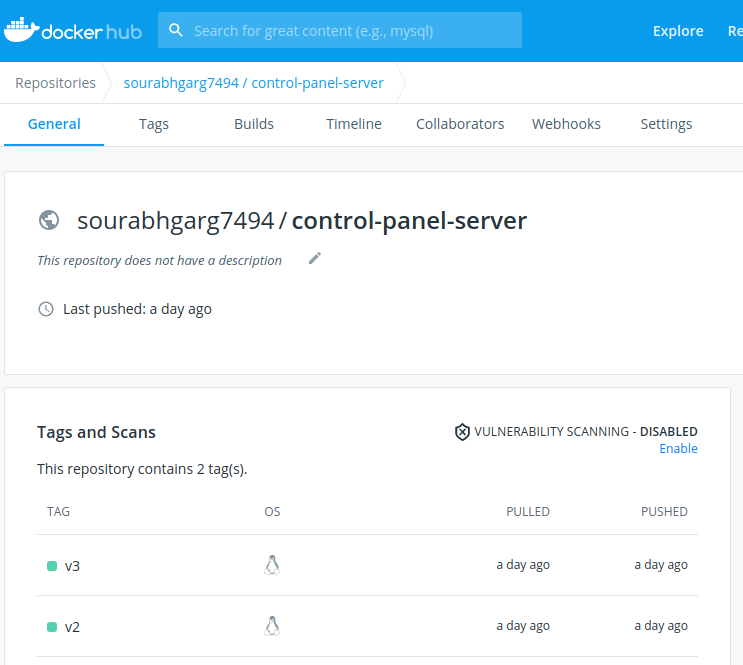 docker hub
Search for great content (e.g., mysql)
Explore
Re
Repositories
sourabhgarg7494 / control-panel-server
General
Tags
Builds
Timeline
Collaborators
Webhooks
Settings
sourabhgarg7494 / control-panel-server
This repository does not have a description
Last pushed: a day ago
Tags and Scans
VULNERABILITY SCANNING - DISABLED
Enable
This repository contains 2 tag(s).
TAG OS PULLED PUSHED
v3 a day ago a day ago
v2 a day ago a day ago